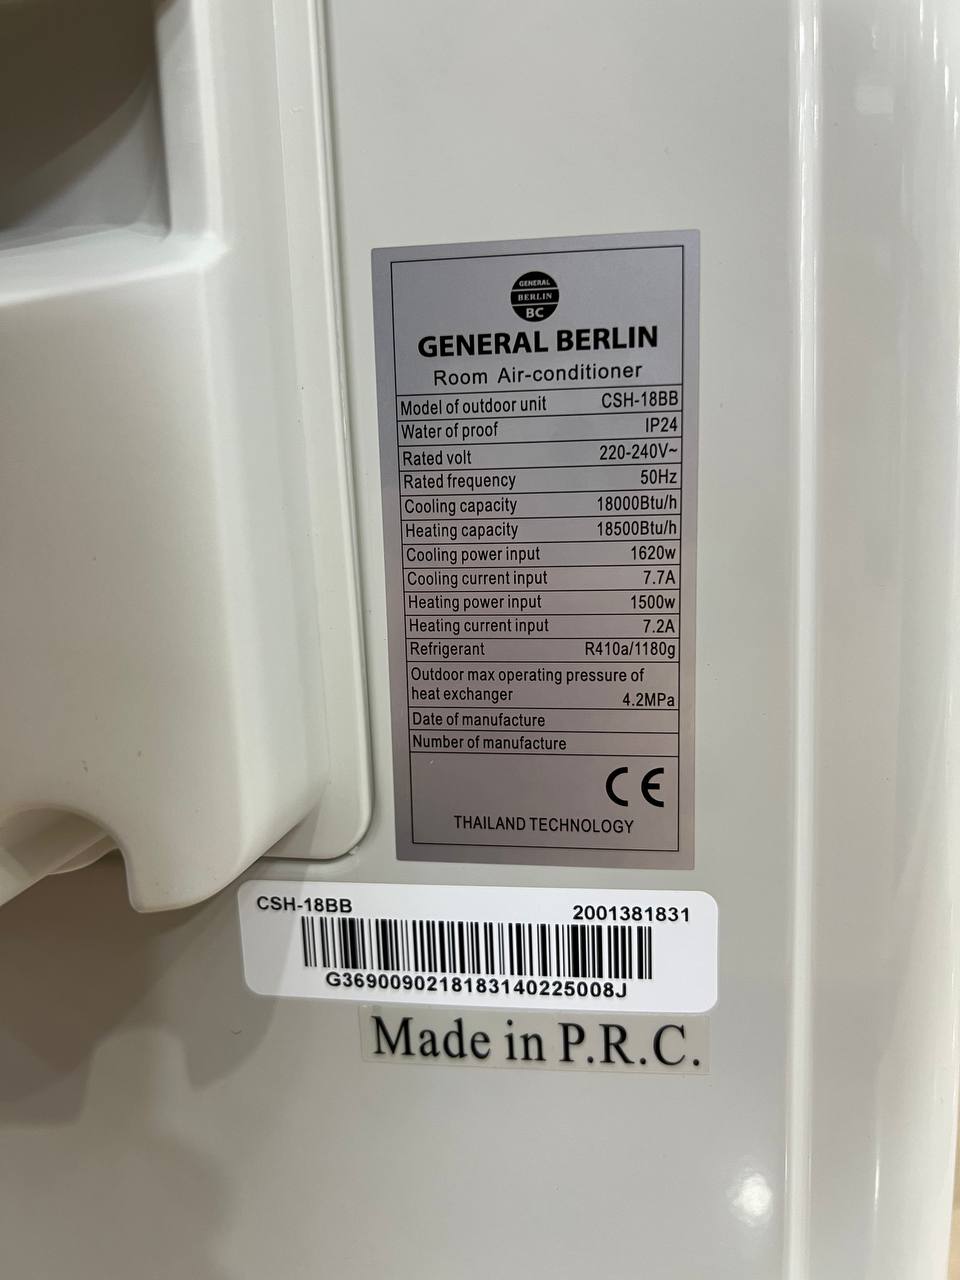 GENERAL
BERLIN
BC
GENERAL BERLIN
Room Air-conditioner
Model of outdoor unit CSH-18BB
Water of proof IP24
Rated volt 220-240V~
Rated frequency 50Hz
Cooling capacity 18000Btu/h
Heating capacity 18500Btu/h
Cooling power input 1620w
Cooling current input 7.7A
Heating power input 1500w
Heating current input 7.2A
Refrigerant R410a/1180g
Outdoor max operating pressure of
heat exchanger 4.2MPa
Date of manufacture
Number of manufacture
CE
THAILAND TECHNOLOGY
CSH-18BB 2001381831
G3690090218183140225008J
Made in P.R.C.